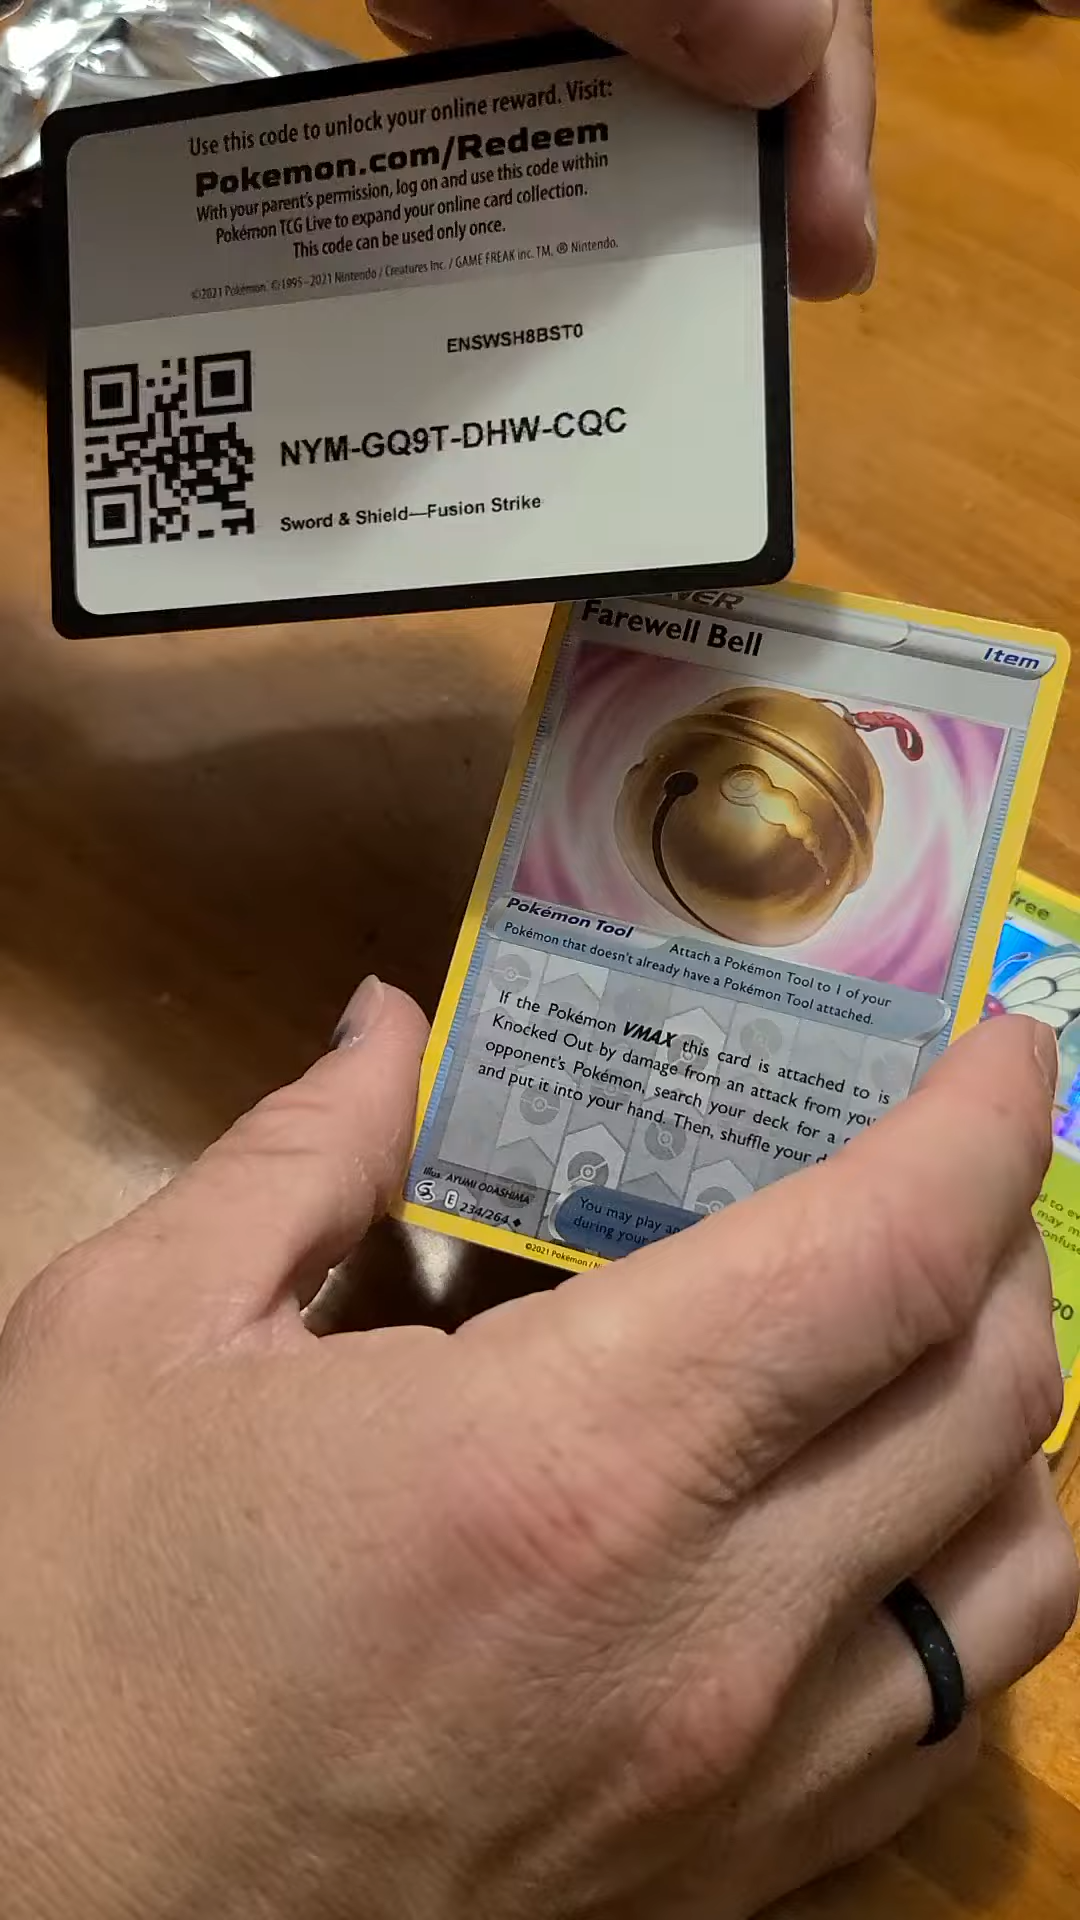 Use this code to unlock your online reward. Visit:
Pokemon.com/Redeem
With your parent's permission, log on and use this code within
Pokémon TCG Live to expand your online card collection.
This code can be used only once.
©2021 Pokémon. ©1995–2021 Nintendo / Creatures Inc. / GAME FREAK inc. TM, ® Nintendo.
ENSWSH8BST0
NYM-GQ9T-DHW-CQC
Sword & Shield—Fusion Strike
Farewell Bell
Item
Pokémon Tool
Attach a Pokémon Tool to 1 of your
Pokémon that doesn't already have a Pokémon Tool attached.
If the Pokémon VMAX this card is attached to is
Knocked Out by damage from an attack from
opponent's Pokémon, search your deck for a
and put it into your hand. Then, shuffle your
Illus. AYUMI ODASHIMA
E 234/264
You may play
during your
©2021 Pokémon
free
may
90